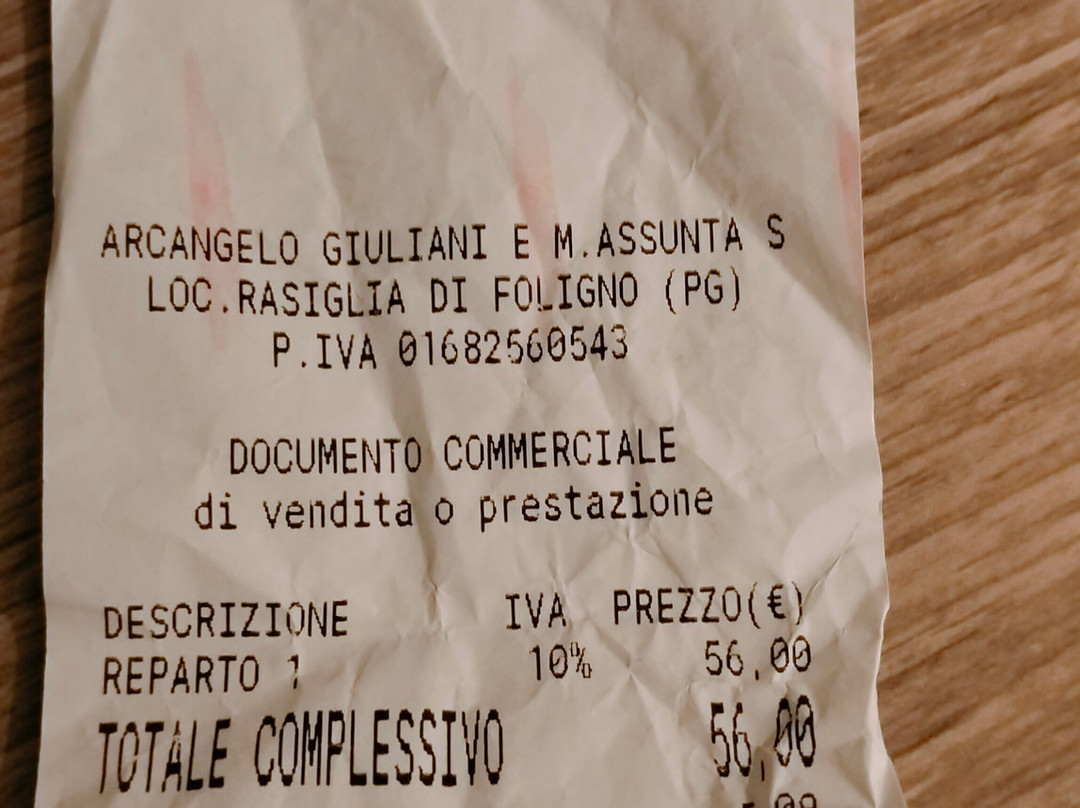 ARCANGELO GIULIANI E M.ASSUNTA S
LOC.RASIGLIA DI FOLIGNO (PG)
P.IVA 01682560543
DOCUMENTO COMMERCIALE
di vendita o prestazione
DESCRIZIONE IVA PREZZO(€)
REPARTO 1 10% 56,00
TOTALE COMPLESSIVO 56,00